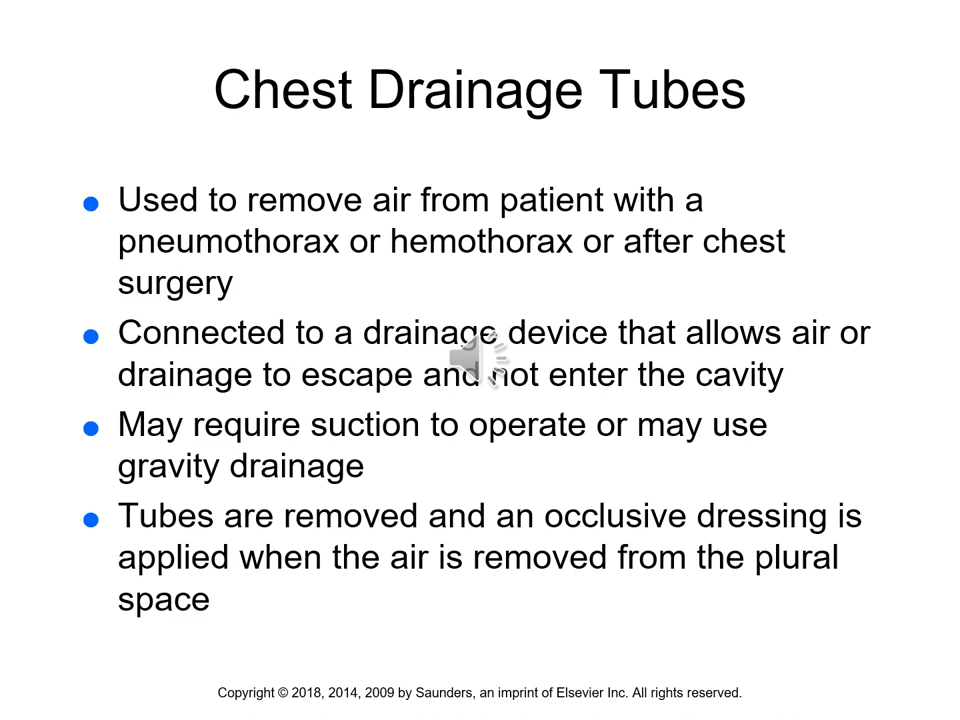 Chest Drainage Tubes
Used to remove air from patient with a
pneumothorax or hemothorax or after chest
surgery
Connected to a drainage device that allows air or
drainage to escape and not enter the cavity
May require suction to operate or may use
gravity drainage
Tubes are removed and an occlusive dressing is
applied when the air is removed from the plural
space
Copyright © 2018, 2014, 2009 by Saunders, an imprint of Elsevier Inc. All rights reserved.